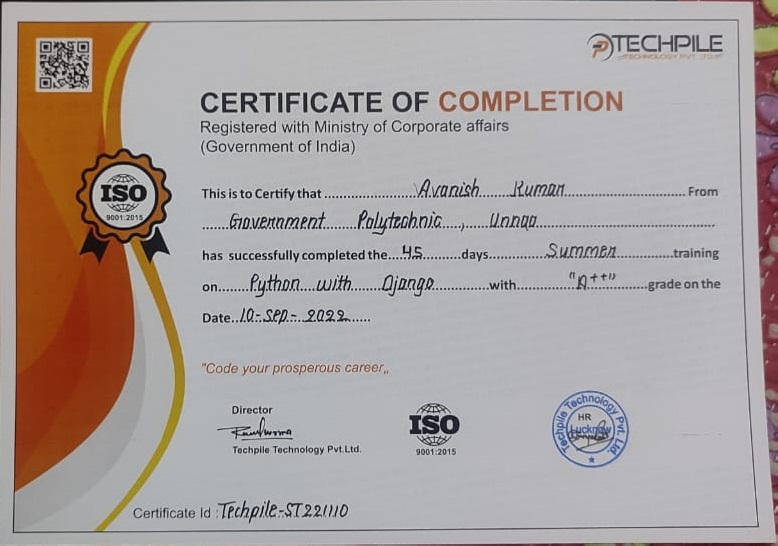 TECHPILE
TECHNOLOGY PVT. LTD.
CERTIFICATE OF COMPLETION
Registered with Ministry of Corporate affairs
(Government of India)
ISO
9001:2015
This is to Certify that Avanish Kumar From
Government Polytechnic, Unnao
has successfully completed the 45 days Summer training
on Python with Django with "A++" grade on the
Date 10-Sep-2022
"Code your prosperous career„
Director
Techpile Technology Pvt.Ltd.
ISO
9001:2015
Techpile Technology Pvt. Ltd.
HR
Lucknow
Certificate Id : Techpile-ST221110